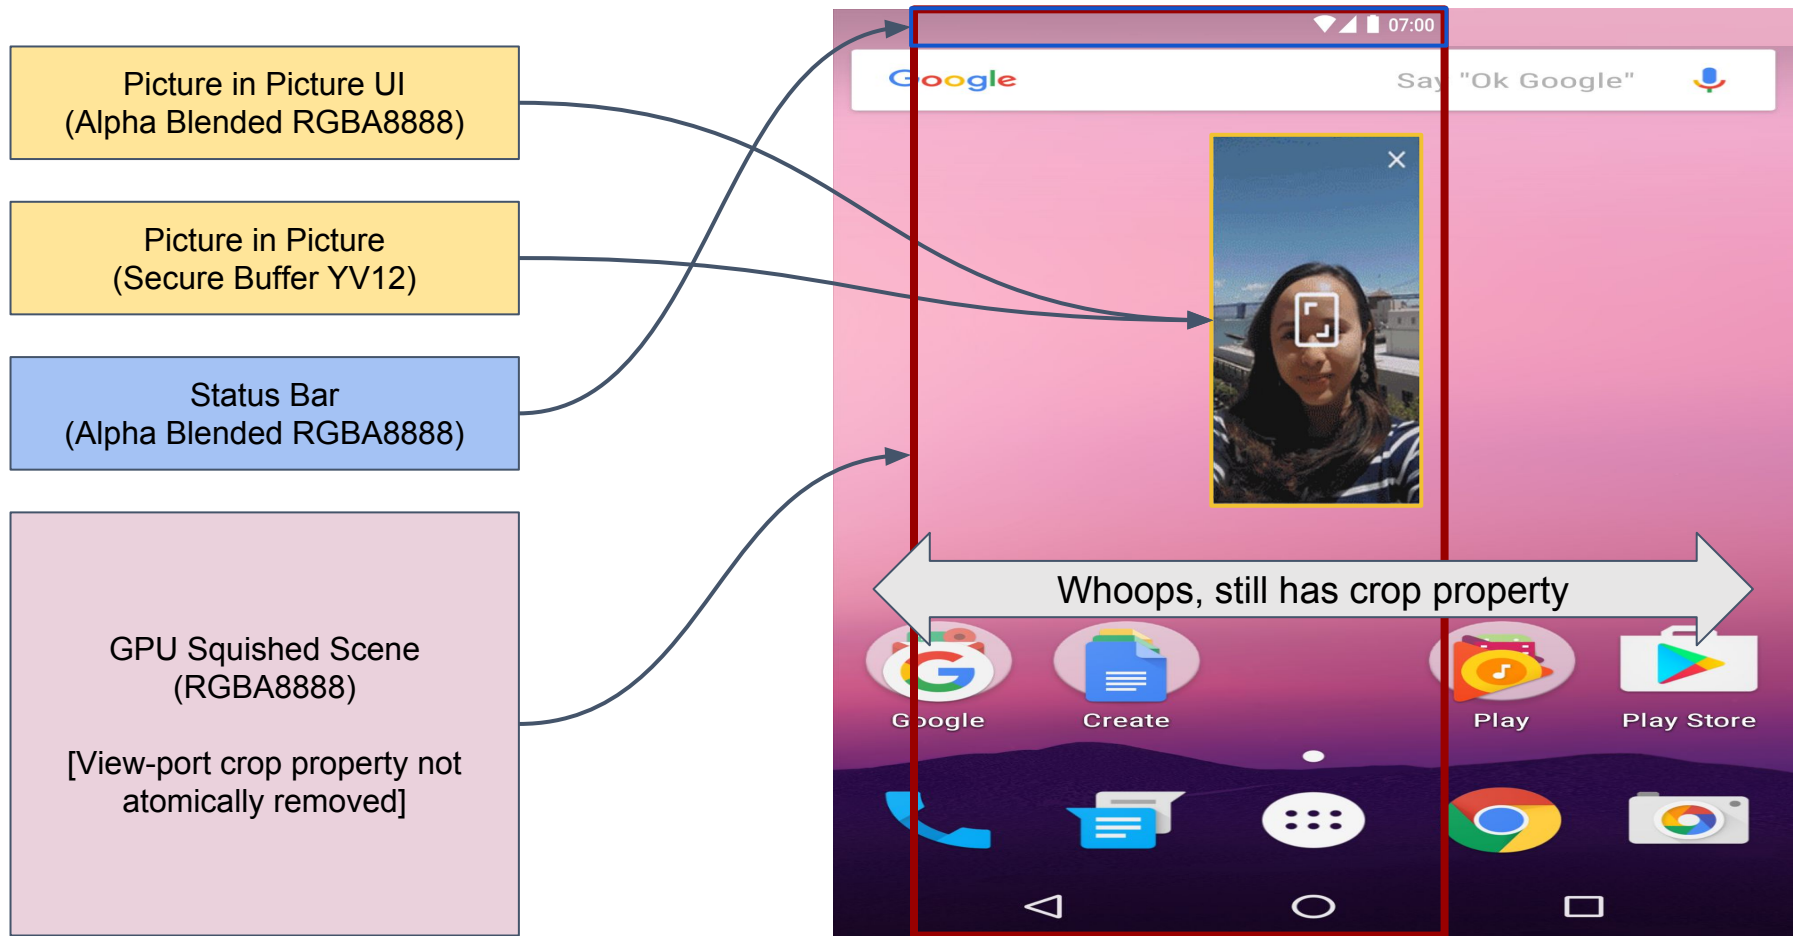 Picture in Picture UI
(Alpha Blended RGBA8888)
Picture in Picture
(Secure Buffer YV12)
Status Bar
(Alpha Blended RGBA8888)
GPU Squished Scene
(RGBA8888)
[View-port crop property not
atomically removed]
07:00
Google
Say "Ok Google"
Whoops, still has crop property
Google
Create
Play
Play Store